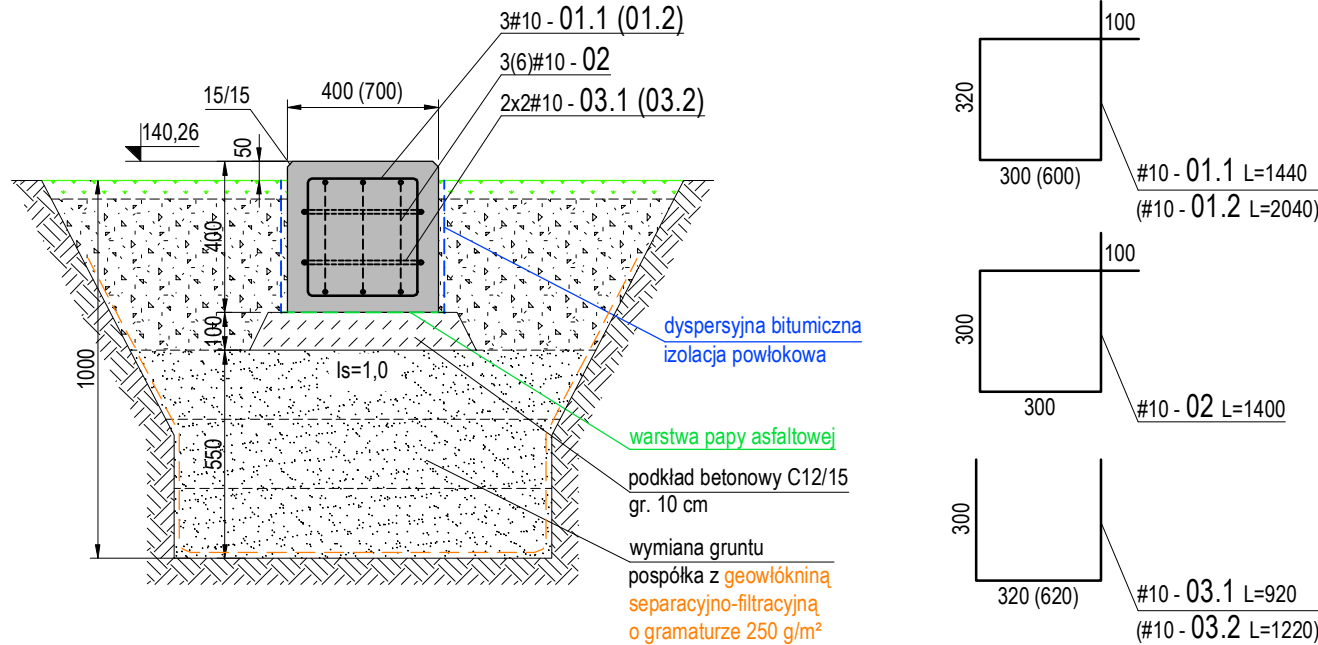 3#10 - 01.1 (01.2)
3(6)#10 - 02
2x2#10 - 03.1 (03.2)
15/15
400 (700)
140,26
50
400
100
1000
550
Is=1,0
dyspersyjna bitumiczna
izolacja powłokowa
warstwa papy asfaltowej
podkład betonowy C12/15
gr. 10 cm
wymiana gruntu
pospółka z geowłókniną
separacyjno-filtracyjną
o gramaturze 250 g/m²
100
320
300 (600)
#10 - 01.1 L=1440
(#10 - 01.2 L=2040)
100
300
300
#10 - 02 L=1400
300
320 (620)
#10 - 03.1 L=920
(#10 - 03.2 L=1220)